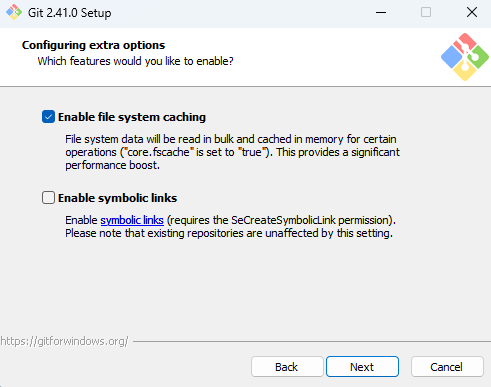 Git 2.41.0 Setup
Configuring extra options
Which features would you like to enable?
Enable file system caching
File system data will be read in bulk and cached in memory for certain
operations ("core.fscache" is set to "true"). This provides a significant
performance boost.
Enable symbolic links
Enable symbolic links (requires the SeCreateSymbolicLink permission).
Please note that existing repositories are unaffected by this setting.
https://gitforwindows.org/
Back Next Cancel